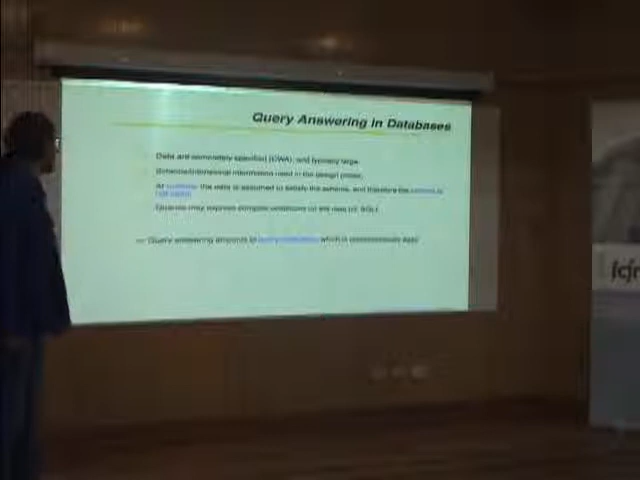 Query Answering in Databases
Data are completely specified (CWA), and typically large.
Schema/intensional information used in the design phase.
At runtime, the data is assumed to satisfy the schema, and therefore the schema is
not used.
Queries may express complex conditions on the data (cf. SQL).
⇒ Query answering amounts to query evaluation, which is computationally easy.